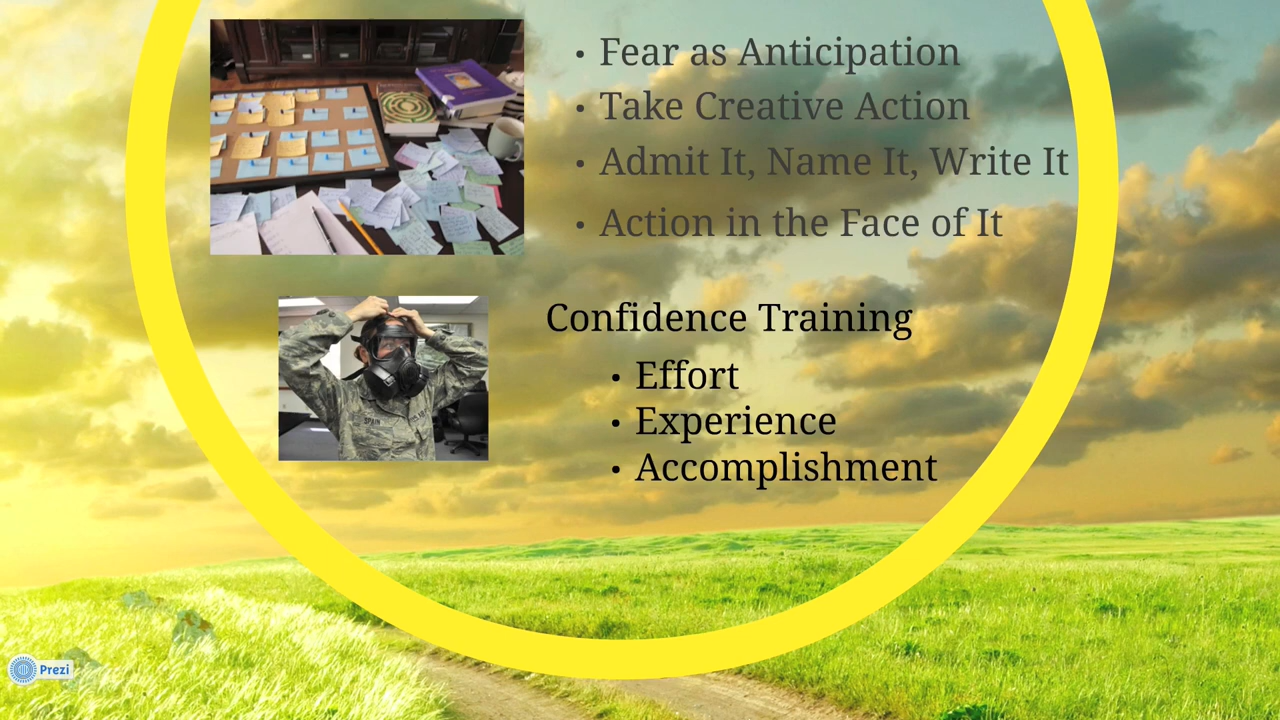 • Fear as Anticipation
• Take Creative Action
• Admit It, Name It, Write It
• Action in the Face of It
Confidence Training
• Effort
• Experience
• Accomplishment
SPAIN
Prezi